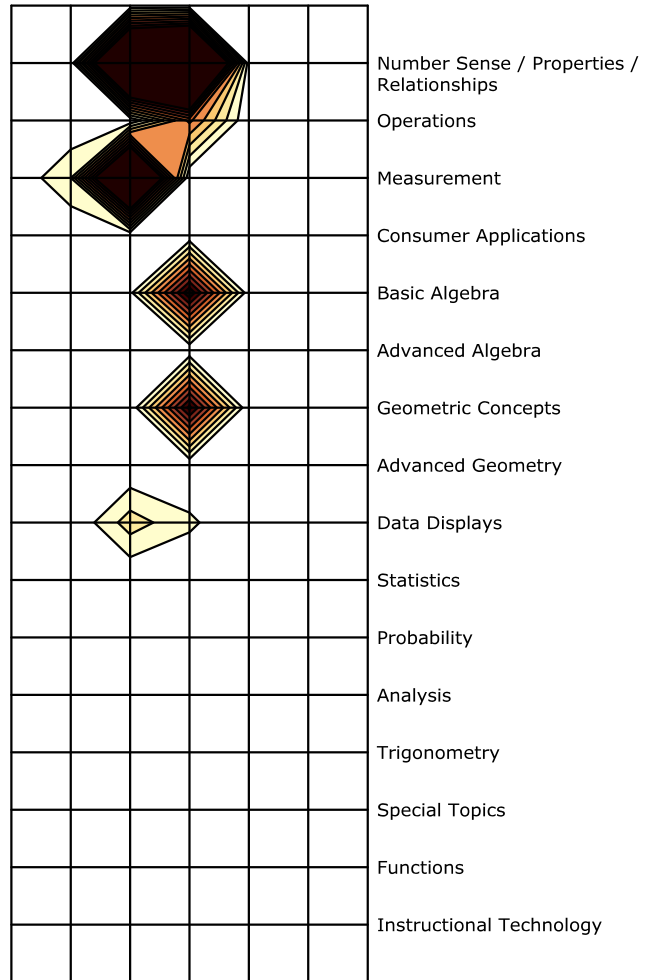 Number Sense / Properties /
Relationships
Operations
Measurement
Consumer Applications
Basic Algebra
Advanced Algebra
Geometric Concepts
Advanced Geometry
Data Displays
Statistics
Probability
Analysis
Trigonometry
Special Topics
Functions
Instructional Technology